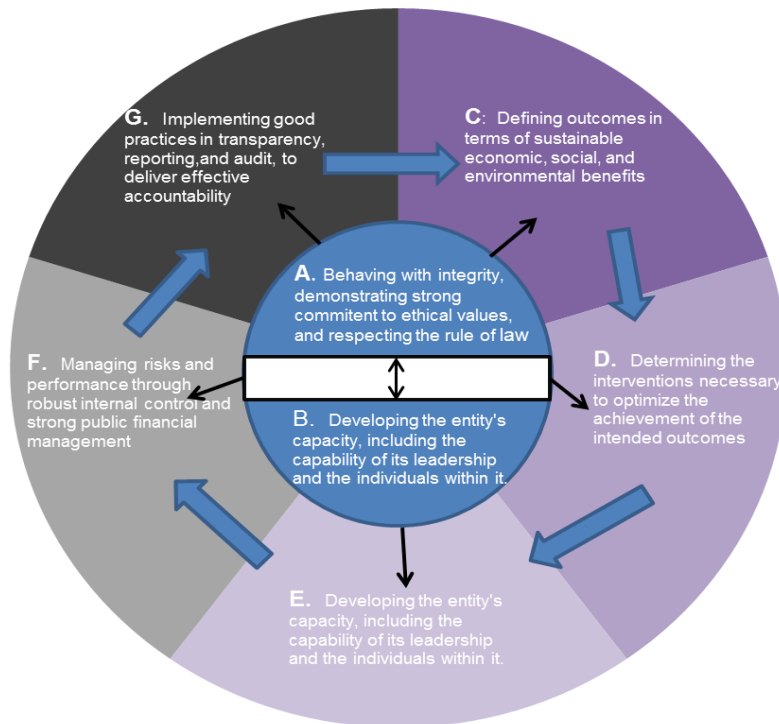 G. Implementing good
practices in transparency,
reporting,and audit, to
deliver effective
accountability
C: Defining outcomes in
terms of sustainable
economic, social, and
environmental benefits
A. Behaving with integrity,
demonstrating strong
commitent to ethical values,
and respecting the rule of law
F. Managing risks and
performance through
robust internal control and
strong public financial
management
D. Determining the
interventions necessary
to optimize the
achievement of the
intended outcomes
B. Developing the entity's
capacity, including the
capability of its leadership
and the individuals within it.
E. Developing the entity's
capacity, including the
capability of its leadership
and the individuals within it.